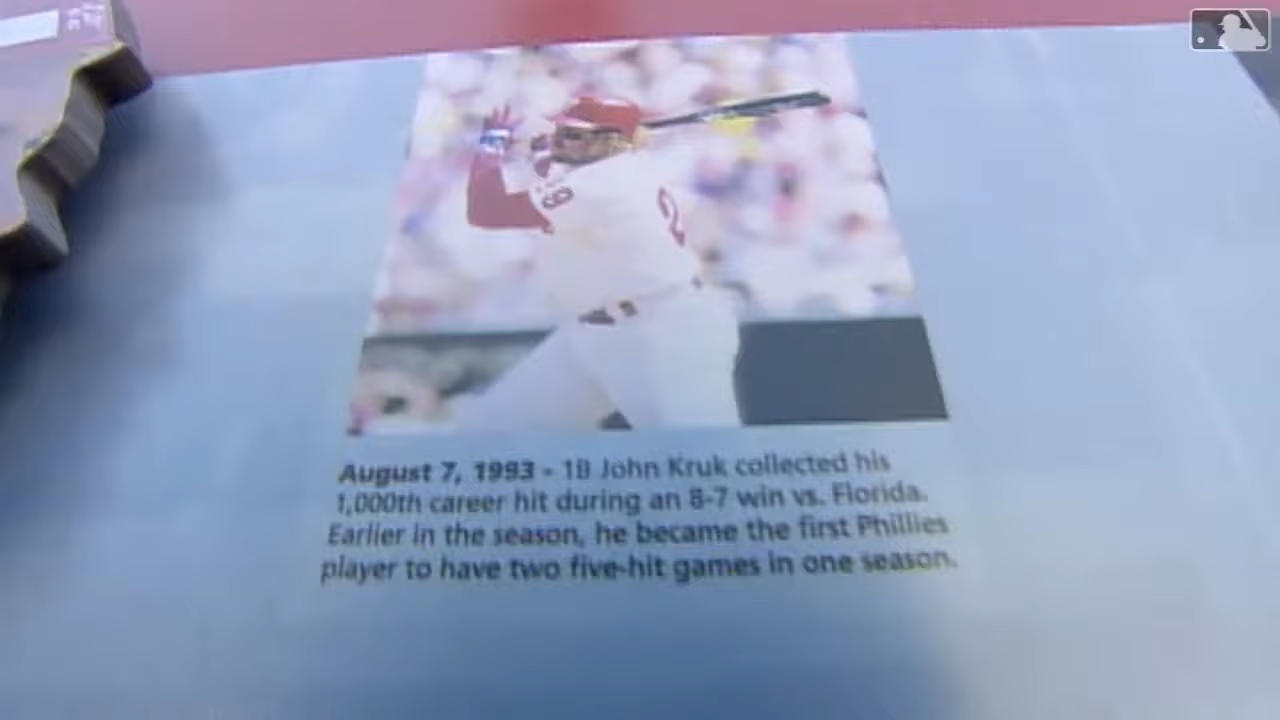 August 7, 1993 - 1B John Kruk collected his
1,000th career hit during an 8-7 win vs. Florida.
Earlier in the season, he became the first Phillies
player to have two five-hit games in one season.